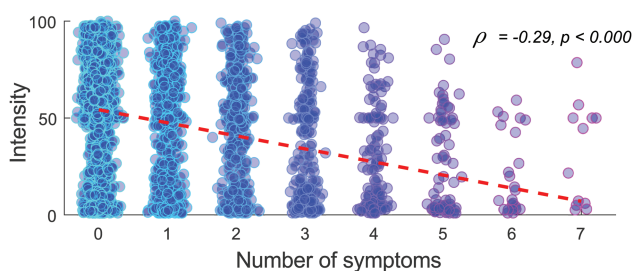 100
ρ = -0.29, p < 0.000
Intensity
50
0
0 1 2 3 4 5 6 7
Number of symptoms